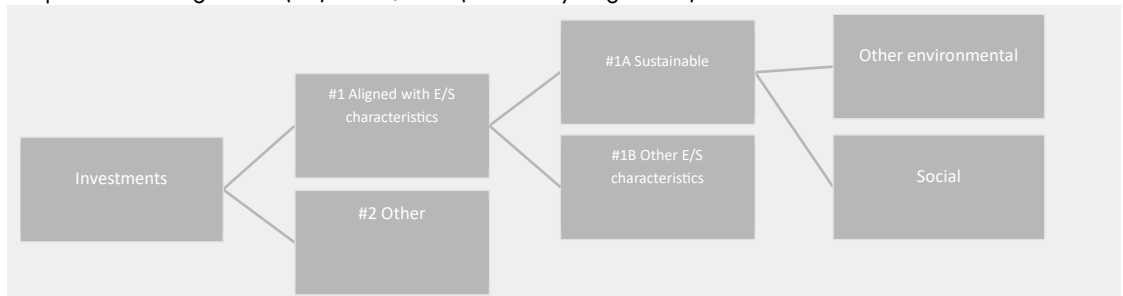 Investments
#1 Aligned with E/S
characteristics
#2 Other
#1A Sustainable
#1B Other E/S
characteristics
Other environmental
Social